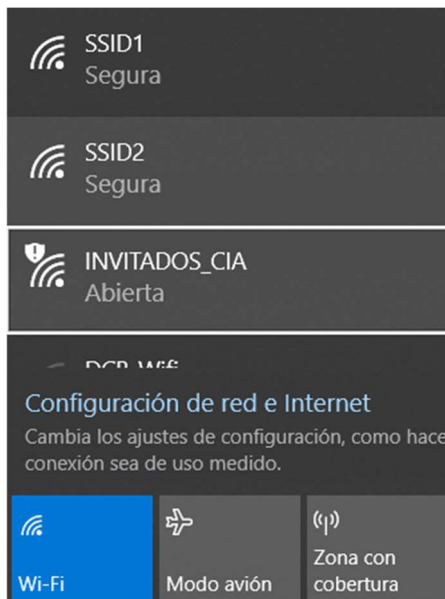 SSID1
Segura
SSID2
Segura
INVITADOS_CIA
Abierta
Configuración de red e Internet
Cambia los ajustes de configuración, como hace
conexión sea de uso medido.
Wi-Fi
Modo avión
Zona con
cobertura